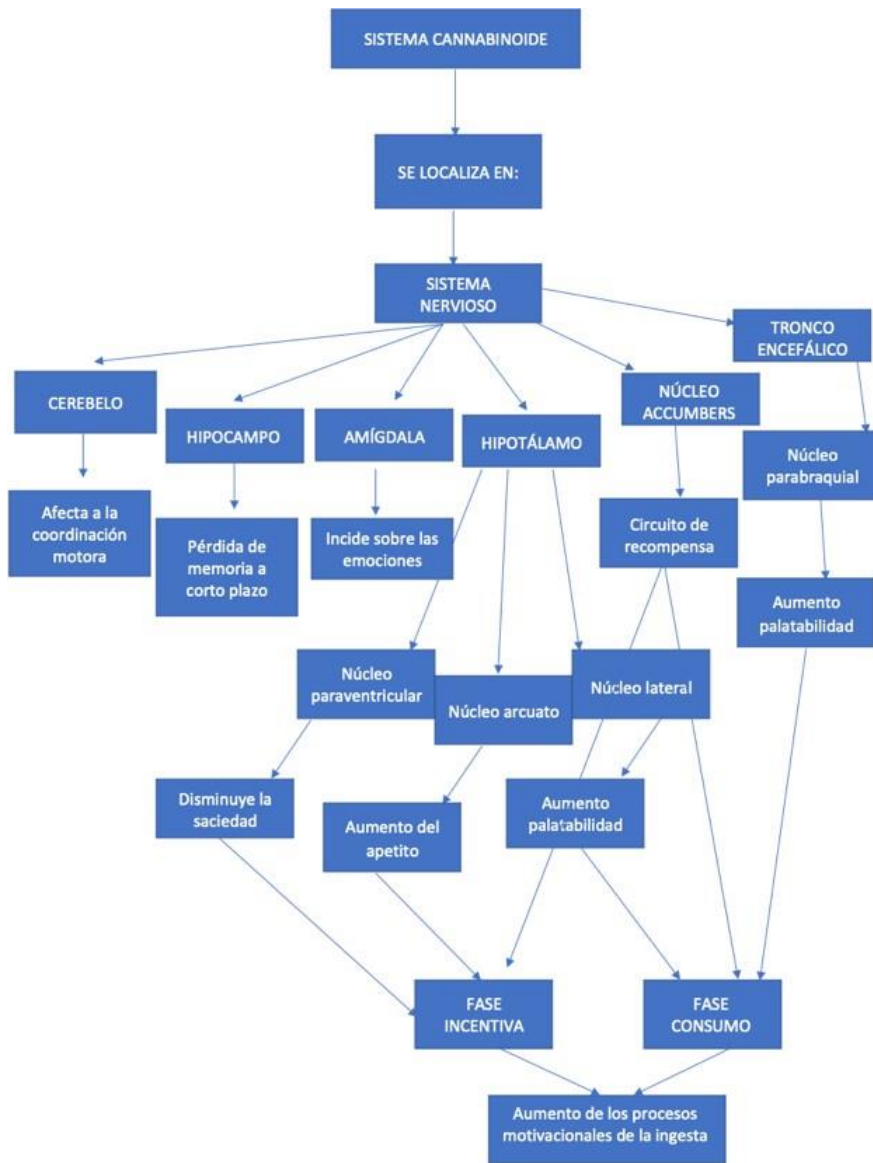 SISTEMA CANNABINOIDE
SE LOCALIZA EN:
SISTEMA
NERVIOSO
TRONCO
ENCEFÁLICO
CEREBELO
HIPOCAMPO
AMÍGDALA
HIPOTÁLAMO
NÚCLEO
ACCUMBERS
Núcleo
parabraquial
Afecta a la
coordinación
motora
Pérdida de
memoria a
corto plazo
Incide sobre las
emociones
Circuito de
recompensa
Aumento
palatabilidad
Núcleo
paraventricular
Núcleo arcuato
Núcleo lateral
Disminuye la
saciedad
Aumento del
apetito
Aumento
palatabilidad
FASE
INCENTIVA
FASE
CONSUMO
Aumento de los procesos
motivacionales de la ingesta